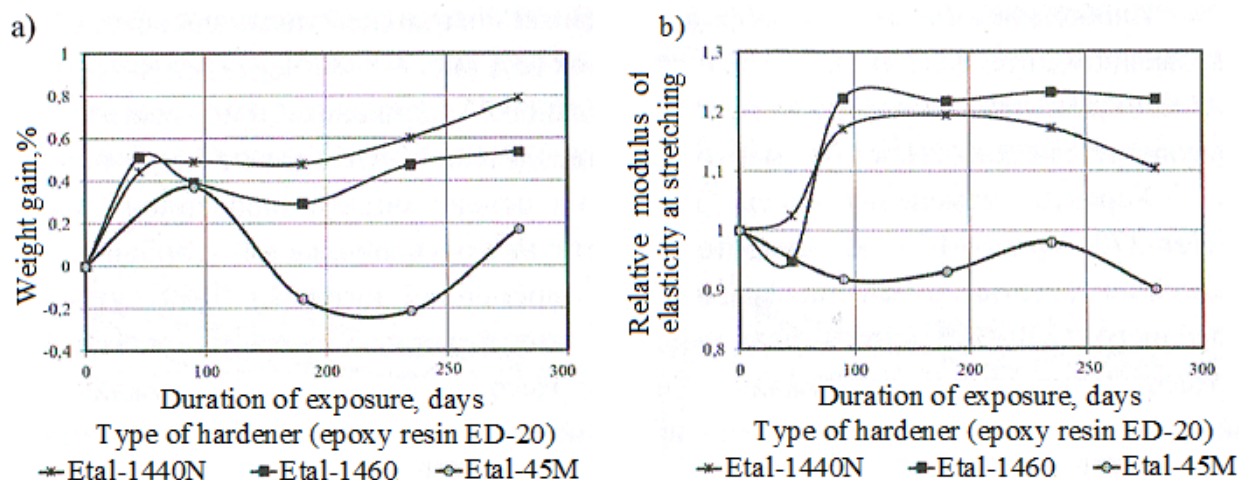 a)
Weight gain,%
1
0,8
0,6
0,4
0,2
0
-0,2
-0,4
0
100
200
250
300
Duration of exposure, days
Type of hardener (epoxy resin ED-20)
Etal-1440N Etal-1460 Etal-45M
b)
Relative modulus of
elasticity at stretching
1,3
1,2
1,1
1
0,9
0,8
0
100
200
250
300
Duration of exposure, days
Type of hardener (epoxy resin ED-20)
Etal-1440N Etal-1460 Etal-45M